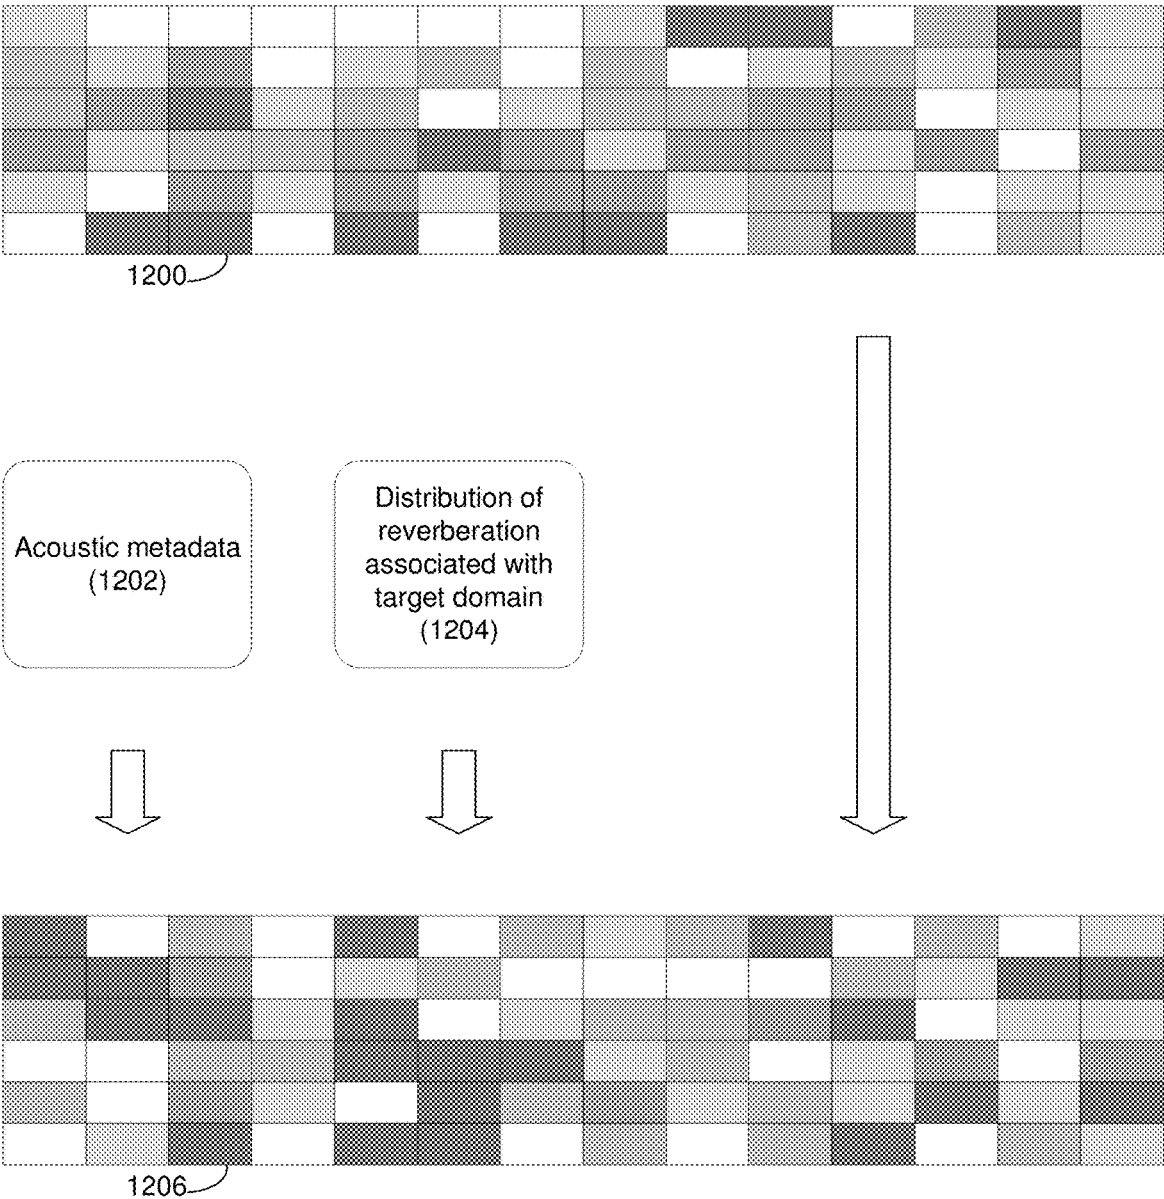 1200
Acoustic metadata
(1202)
Distribution of
reverberation
associated with
target domain
(1204)
1206